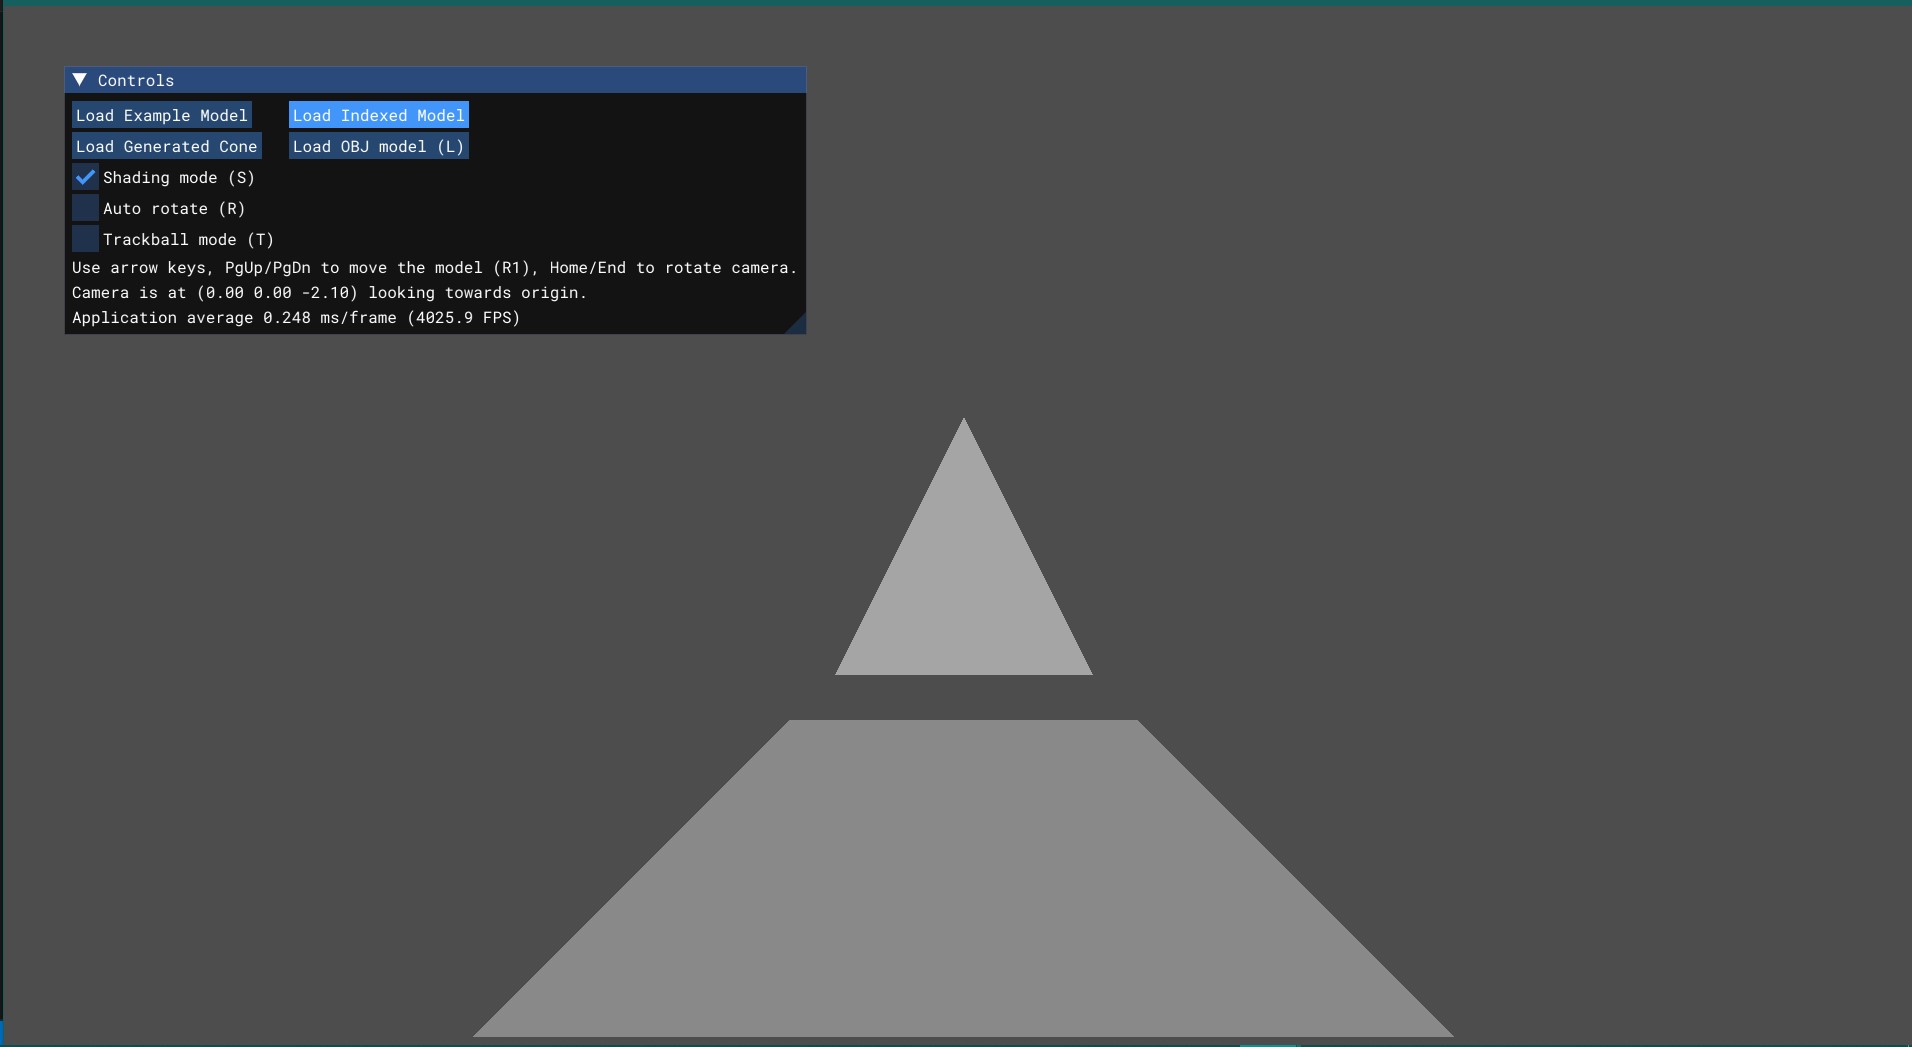 Controls
Load Example Model Load Indexed Model
Load Generated Cone Load OBJ model (L)
Shading mode (S)
Auto rotate (R)
Trackball mode (T)
Use arrow keys, PgUp/PgDn to move the model (R1), Home/End to rotate camera.
Camera is at (0.00 0.00 -2.10) looking towards origin.
Application average 0.248 ms/frame (4025.9 FPS)